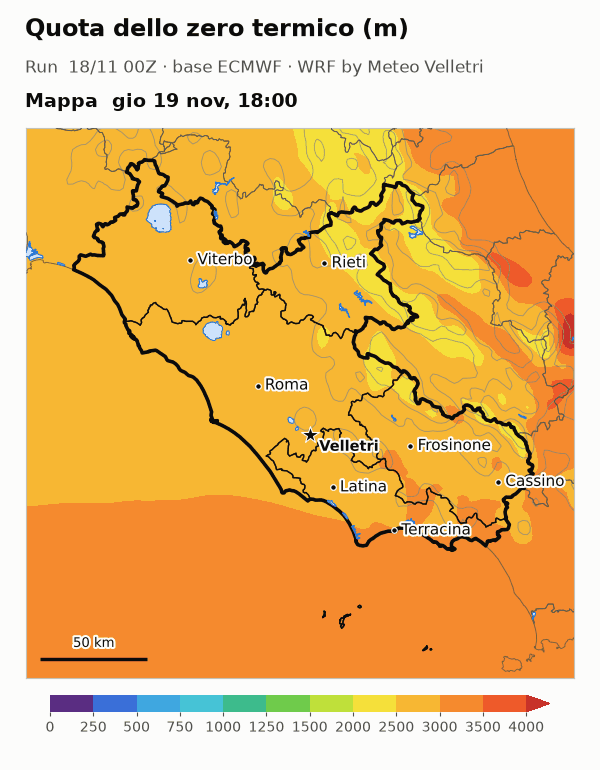 Quota dello zero termico (m)
Run  18/11 00Z · base ECMWF · WRF by Meteo Velletri
Mappa  gio 19 nov, 18:00
Viterbo
Rieti
Roma
Velletri
Frosinone
Latina
Cassino
Terracina
50 km
0 250 500 750 1000 1250 1500 2000 2500 3000 3500 4000